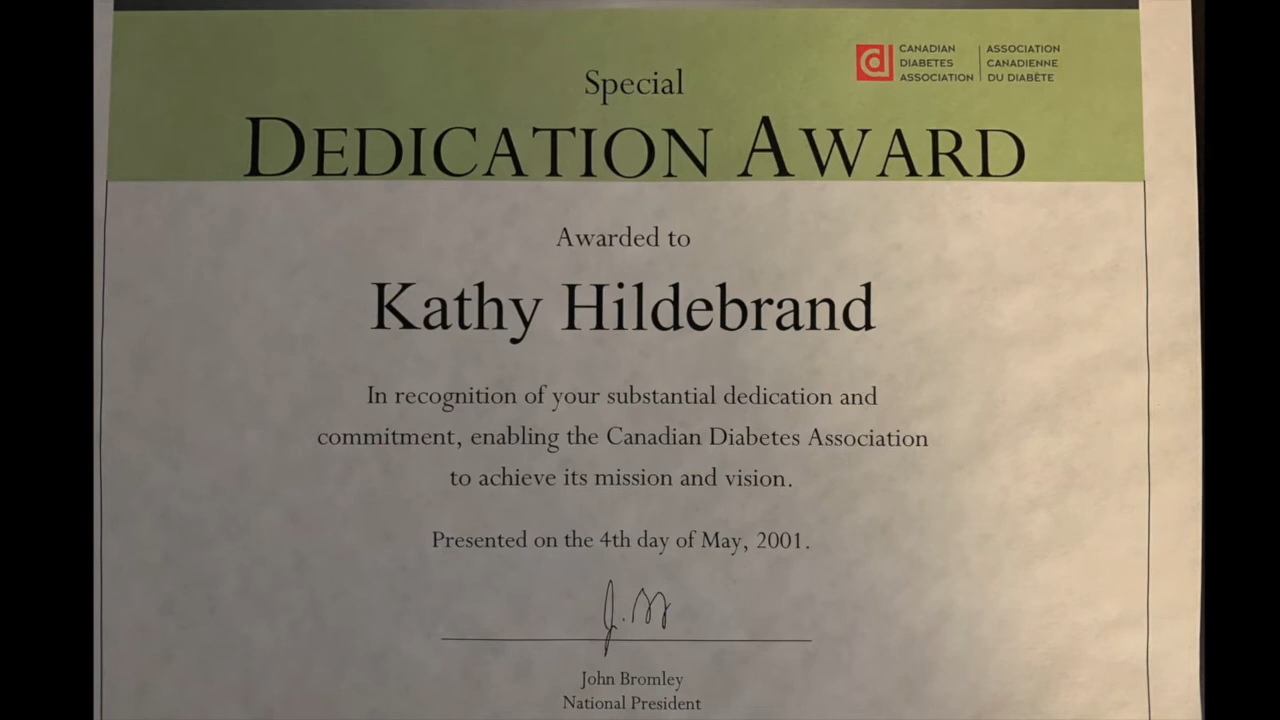 CANADIAN DIABETES ASSOCIATION
ASSOCIATION CANADIENNE DU DIABÈTE
Special
DEDICATION AWARD
Awarded to
Kathy Hildebrand
In recognition of your substantial dedication and
commitment, enabling the Canadian Diabetes Association
to achieve its mission and vision.
Presented on the 4th day of May, 2001.
John Bromley
National President